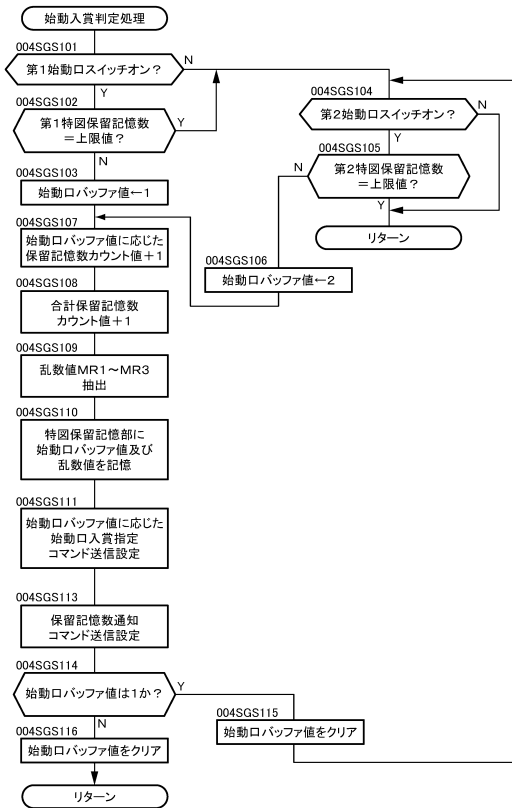 始動入賞判定処理
004SGS101
第1始動口スイッチオン？
N
Y
004SGS102
第1特図保留記憶数
＝上限値？
Y
N
004SGS103
始動口バッファ値←1
004SGS104
第2始動口スイッチオン？
N
Y
004SGS105
第2特図保留記憶数
＝上限値？
N
Y
リターン
004SGS106
始動口バッファ値←2
004SGS107
始動口バッファ値に応じた
保留記憶数カウント値＋1
004SGS108
合計保留記憶数
カウント値＋1
004SGS109
乱数値MR1～MR3
抽出
004SGS110
特図保留記憶部に
始動口バッファ値及び
乱数値を記憶
004SGS111
始動口バッファ値に応じた
始動口入賞指定
コマンド送信設定
004SGS113
保留記憶数通知
コマンド送信設定
004SGS114
始動口バッファ値は1か？
Y
N
004SGS115
始動口バッファ値をクリア
004SGS116
始動口バッファ値をクリア
リターン